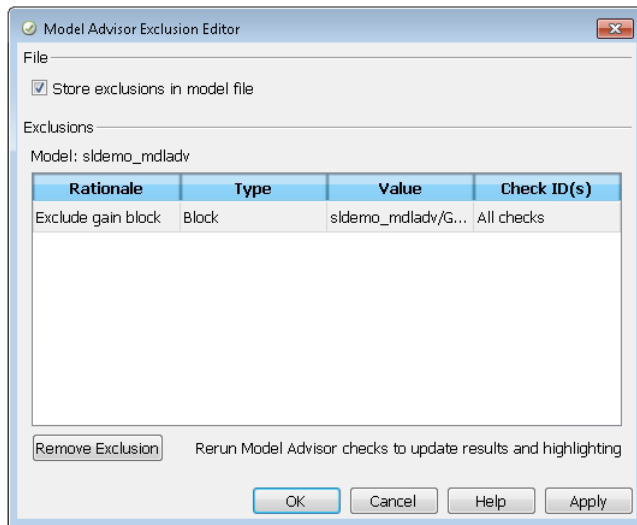 Model Advisor Exclusion Editor
File
Store exclusions in model file
Exclusions
Model: sldemo_mdladv
Rationale Type Value Check ID(s)
Exclude gain block Block sldemo_mdladv/G... All checks
Remove Exclusion Rerun Model Advisor checks to update results and highlighting
OK Cancel Help Apply